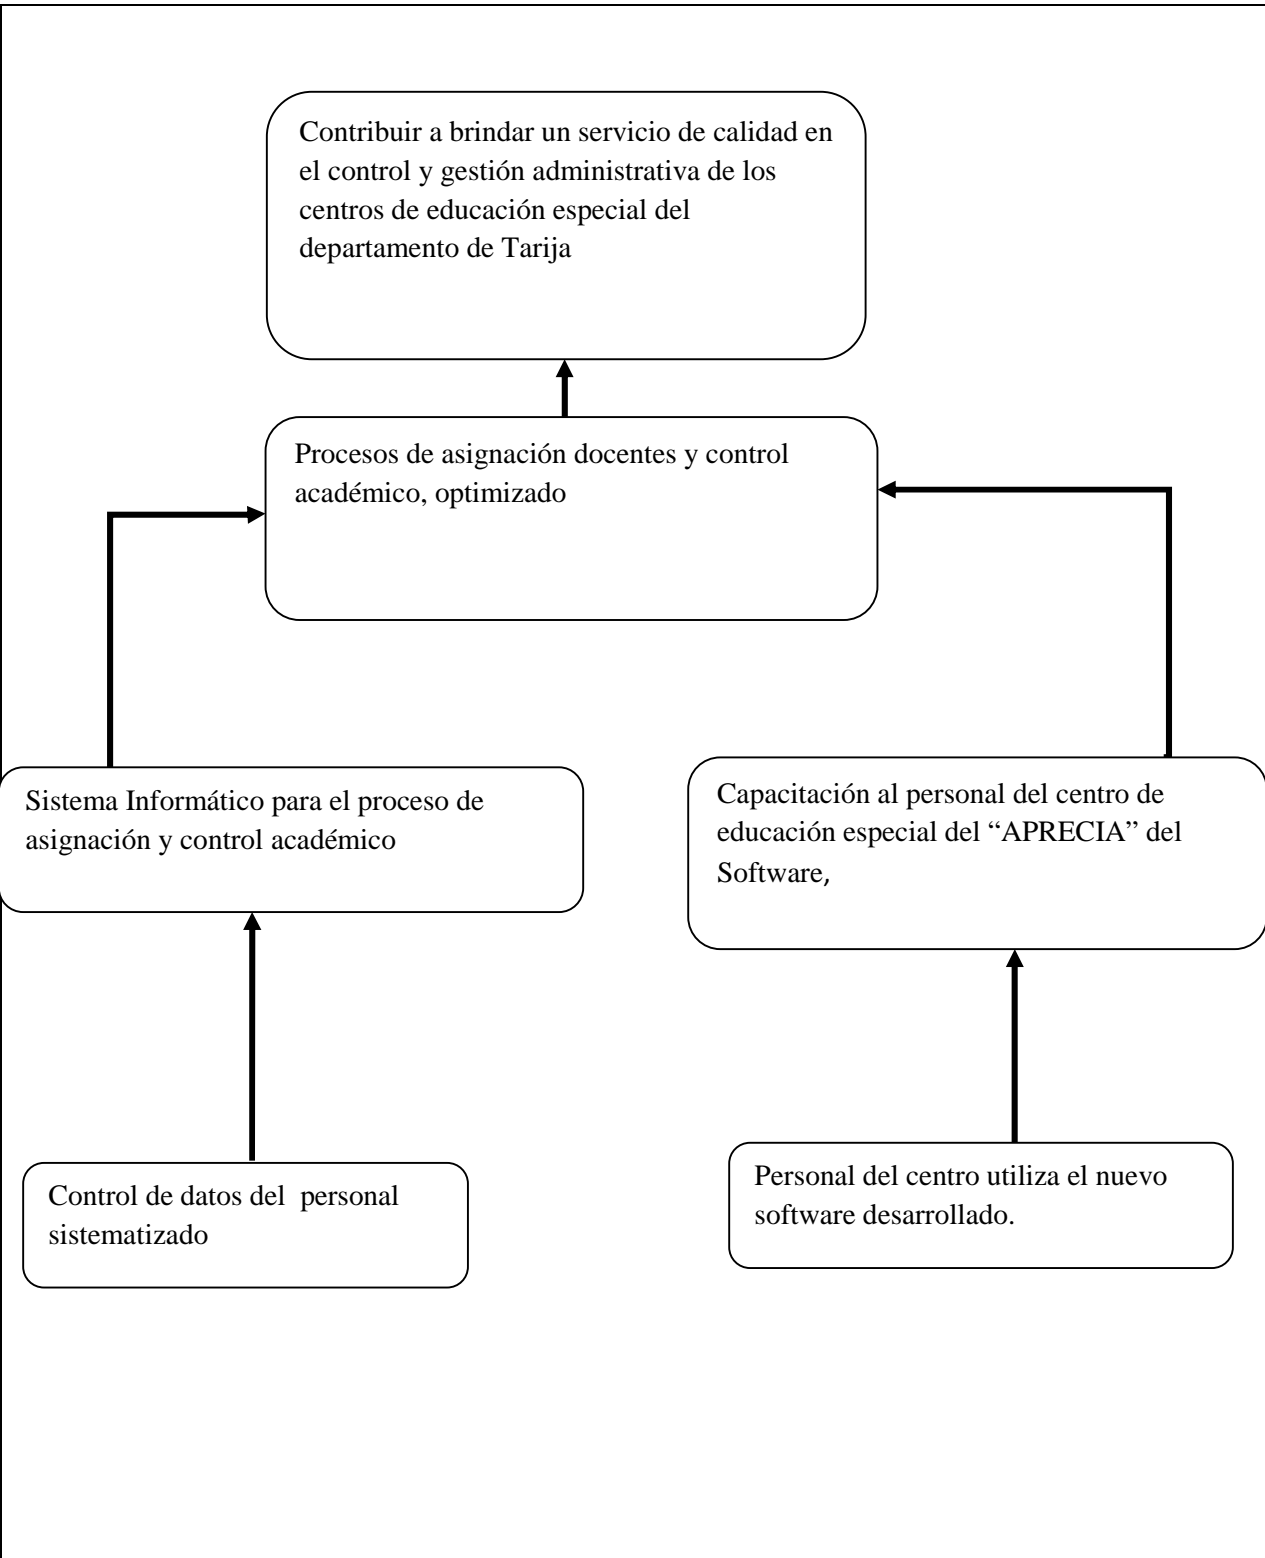 Contribuir a brindar un servicio de calidad en
el control y gestión administrativa de los
centros de educación especial del
departamento de Tarija
Procesos de asignación docentes y control
académico, optimizado
Sistema Informático para el proceso de
asignación y control académico
Capacitación al personal del centro de
educación especial del “APRECIA” del
Software,
Control de datos del  personal
sistematizado
Personal del centro utiliza el nuevo
software desarrollado.